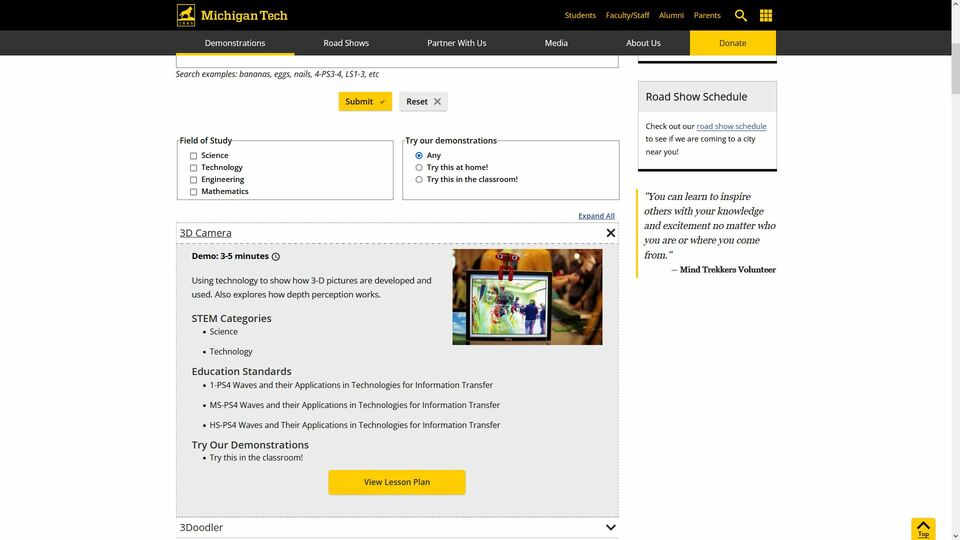 Michigan Tech
Students Faculty/Staff Alumni Parents
Demonstrations Road Shows Partner With Us Media About Us Donate
Search examples: bananas, eggs, nails, 4-PS3-4, LS1-3, etc
Submit Reset
Field of Study
Science
Technology
Engineering
Mathematics
Try our demonstrations
Any
Try this at home!
Try this in the classroom!
Expand All
3D Camera
Demo: 3-5 minutes
Using technology to show how 3-D pictures are developed and
used. Also explores how depth perception works.
STEM Categories
• Science
• Technology
Education Standards
• 1-PS4 Waves and their Applications in Technologies for Information Transfer
• MS-PS4 Waves and their Applications in Technologies for Information Transfer
• HS-PS4 Waves and Their Applications in Technologies for Information Transfer
Try Our Demonstrations
• Try this in the classroom!
View Lesson Plan
3Doodler
Road Show Schedule
Check out our road show schedule
to see if we are coming to a city
near you!
"You can learn to inspire
others with your knowledge
and excitement no matter who
you are or where you come
from."
— Mind Trekkers Volunteer
Top